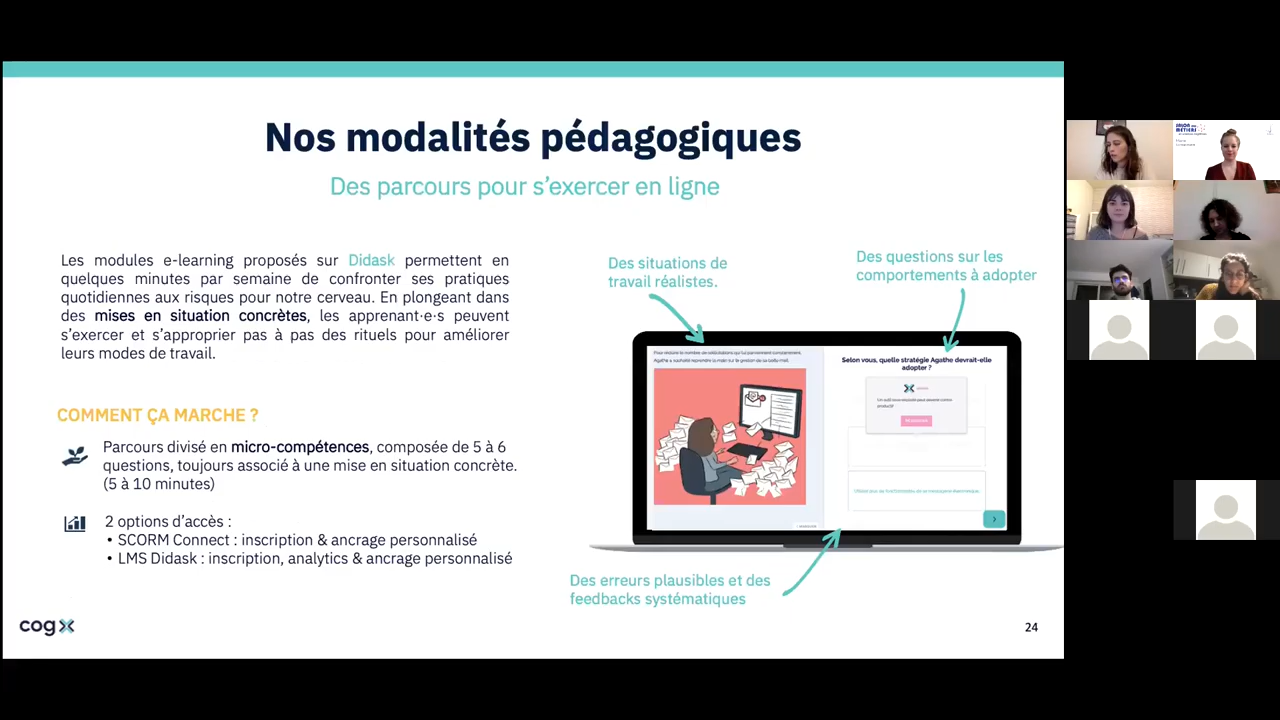 Nos modalités pédagogiques
Des parcours pour s’exercer en ligne
Les modules e-learning proposés sur Didask permettent en
quelques minutes par semaine de confronter ses pratiques
quotidiennes aux risques pour notre cerveau. En plongeant dans
des mises en situation concrètes, les apprenant·e·s peuvent
s’exercer et s’approprier pas à pas des rituels pour améliorer
leurs modes de travail.
COMMENT ÇA MARCHE ?
Parcours divisé en micro-compétences, composée de 5 à 6
questions, toujours associé à une mise en situation concrète.
(5 à 10 minutes)
2 options d’accès :
• SCORM Connect : inscription & ancrage personnalisé
• LMS Didask : inscription, analytics & ancrage personnalisé
Des situations de
travail réalistes.
Des questions sur les
comportements à adopter
Selon vous, quelle stratégie Agathe devrait-elle
adopter ?
Des erreurs plausibles et des
feedbacks systématiques
cogX
24
SALON DES
MÉTIERS